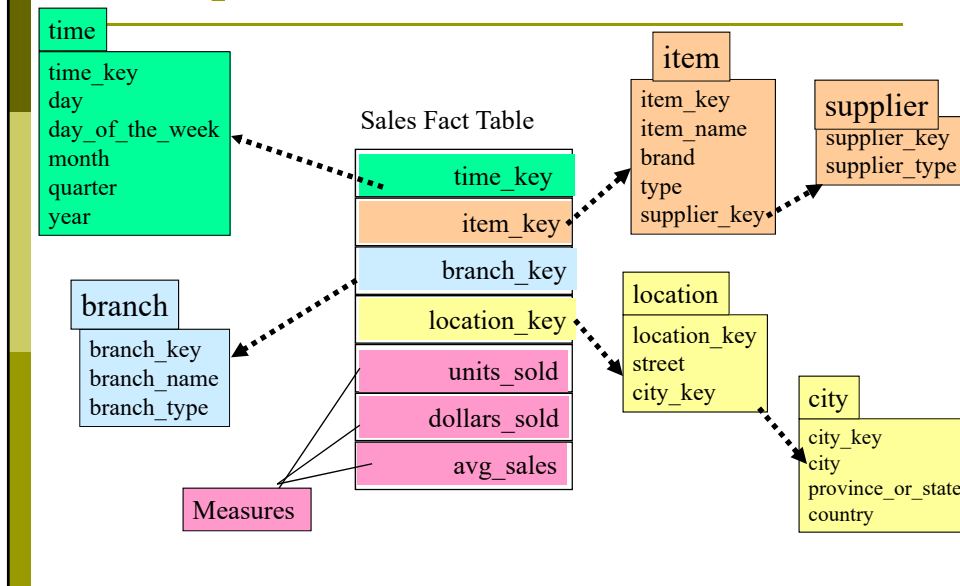 time
time_key
day
day_of_the_week
month
quarter
year
Sales Fact Table
time_key
item_key
branch_key
location_key
units_sold
dollars_sold
avg_sales
Measures
branch
branch_key
branch_name
branch_type
item
item_key
item_name
brand
type
supplier_key
supplier
supplier_key
supplier_type
location
location_key
street
city_key
city
city_key
city
province_or_state
country